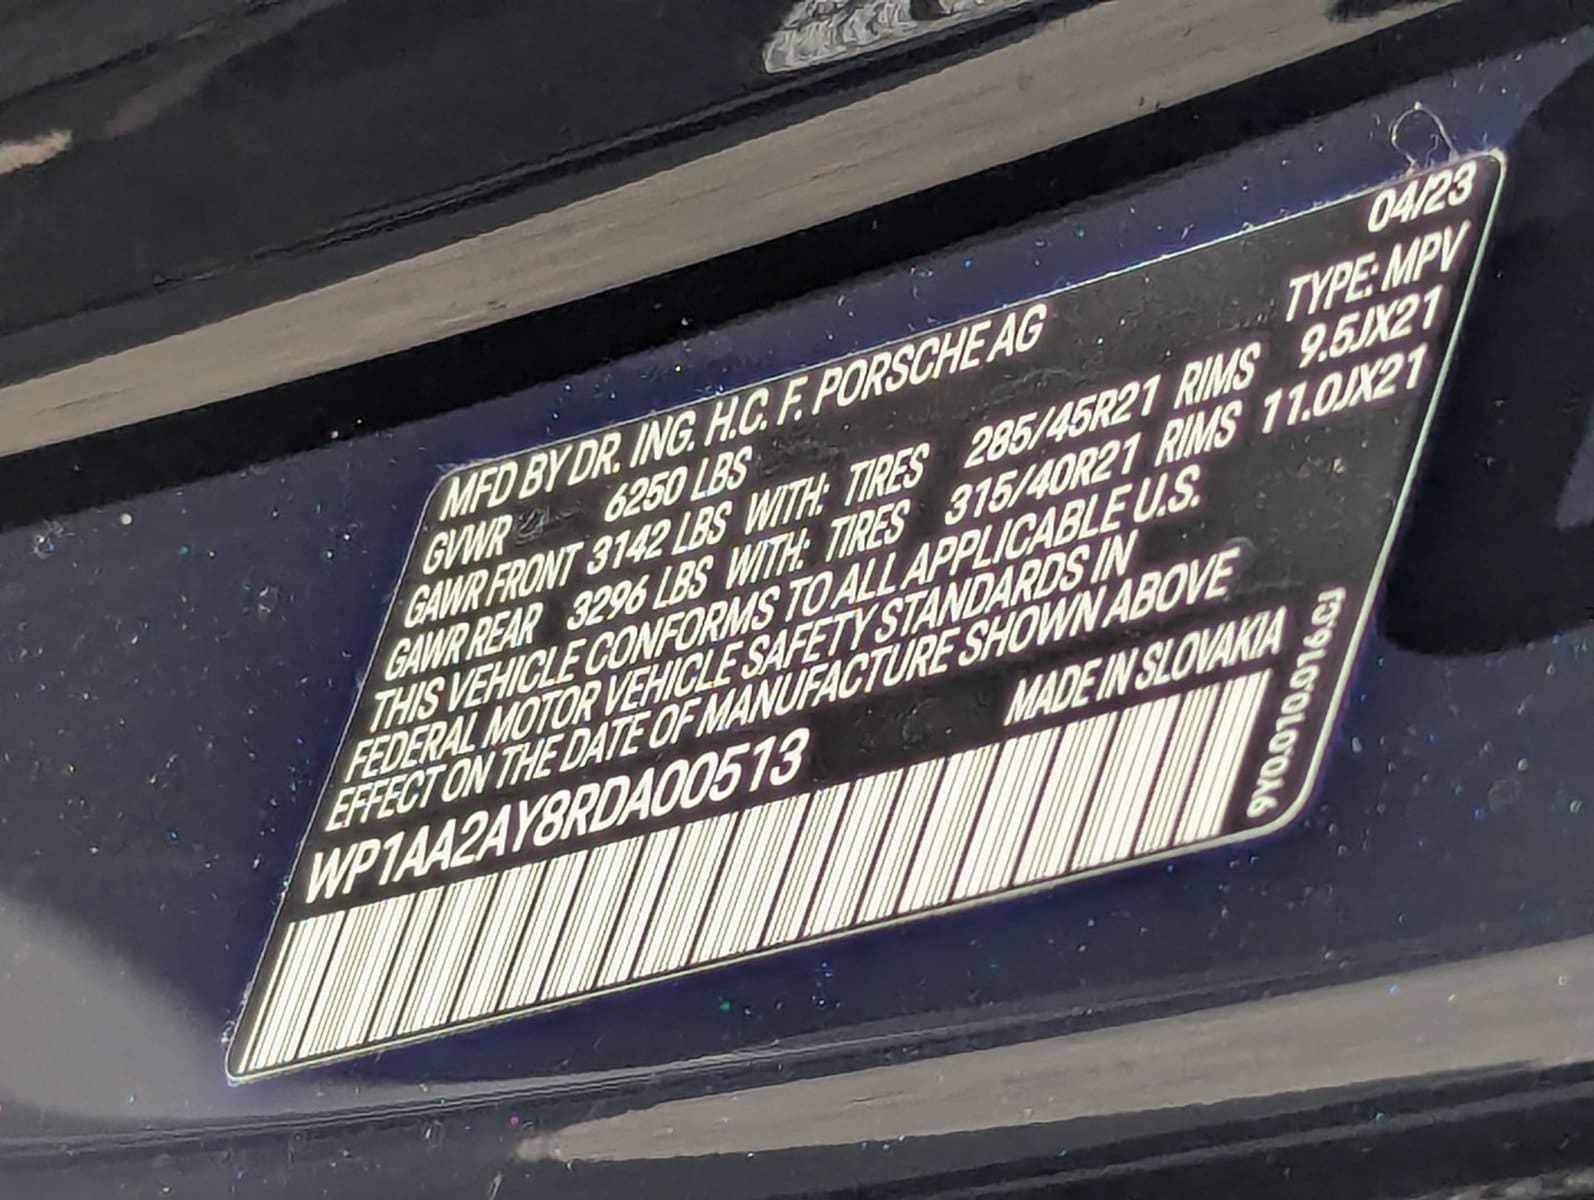 04/23
MFD BY DR. ING. H.C. F. PORSCHE AG TYPE: MPV
GVWR 6250 LBS
GAWR FRONT 3142 LBS WITH: TIRES 285/45R21 RIMS 9.5JX21
GAWR REAR 3296 LBS WITH: TIRES 315/40R21 RIMS 11.0JX21
THIS VEHICLE CONFORMS TO ALL APPLICABLE U.S.
FEDERAL MOTOR VEHICLE SAFETY STANDARDS IN
EFFECT ON THE DATE OF MANUFACTURE SHOWN ABOVE
WP1AA2AY8RDA00513 MADE IN SLOVAKIA
9Y0.010.016.CJ